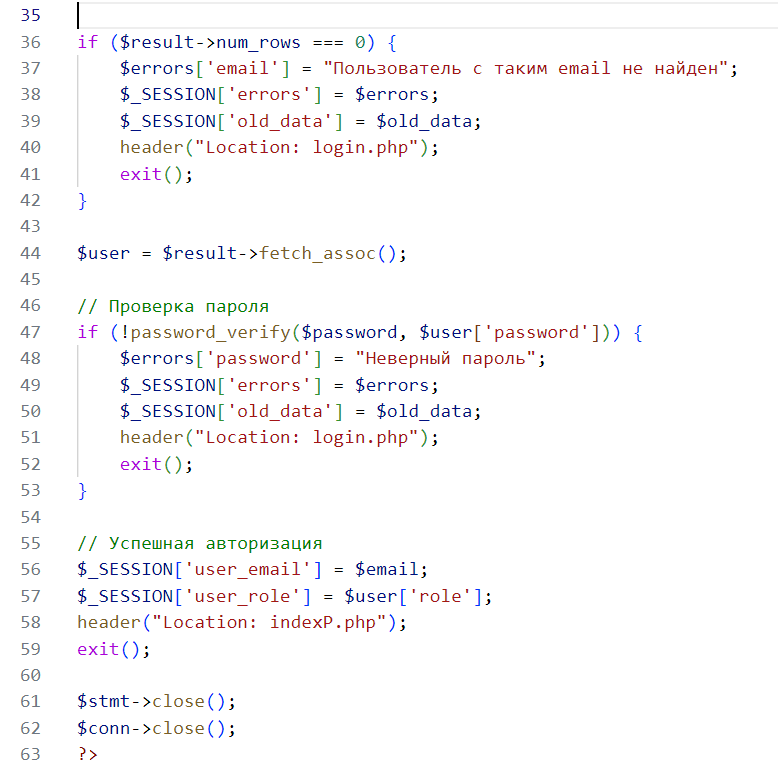 35
36 if ($result->num_rows === 0) {
37     $errors['email'] = "Пользователь с таким email не найден";
38     $_SESSION['errors'] = $errors;
39     $_SESSION['old_data'] = $old_data;
40     header("Location: login.php");
41     exit();
42 }
43
44 $user = $result->fetch_assoc();
45
46 // Проверка пароля
47 if (!password_verify($password, $user['password'])) {
48     $errors['password'] = "Неверный пароль";
49     $_SESSION['errors'] = $errors;
50     $_SESSION['old_data'] = $old_data;
51     header("Location: login.php");
52     exit();
53 }
54
55 // Успешная авторизация
56 $_SESSION['user_email'] = $email;
57 $_SESSION['user_role'] = $user['role'];
58 header("Location: indexP.php");
59 exit();
60
61 $stmt->close();
62 $conn->close();
63 ?>